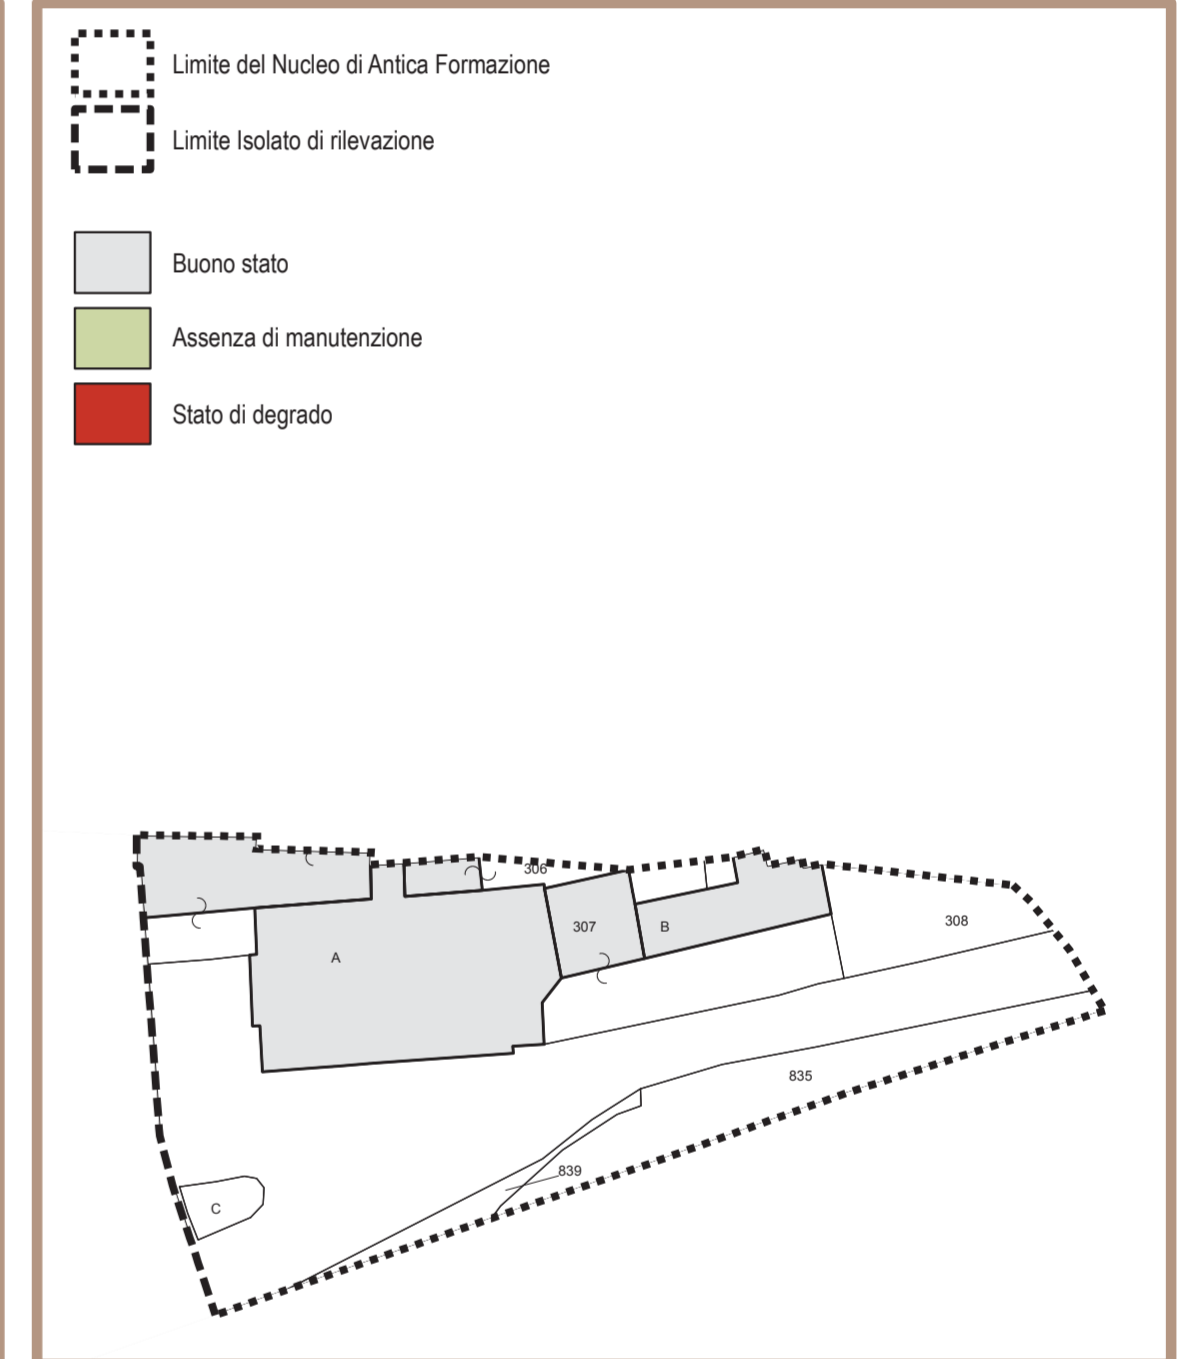 Limite del Nucleo di Antica Formazione
Limite Isolato di rilevazione
Buono stato
Assenza di manutenzione
Stato di degrado
306
307
B
308
A
835
839
C